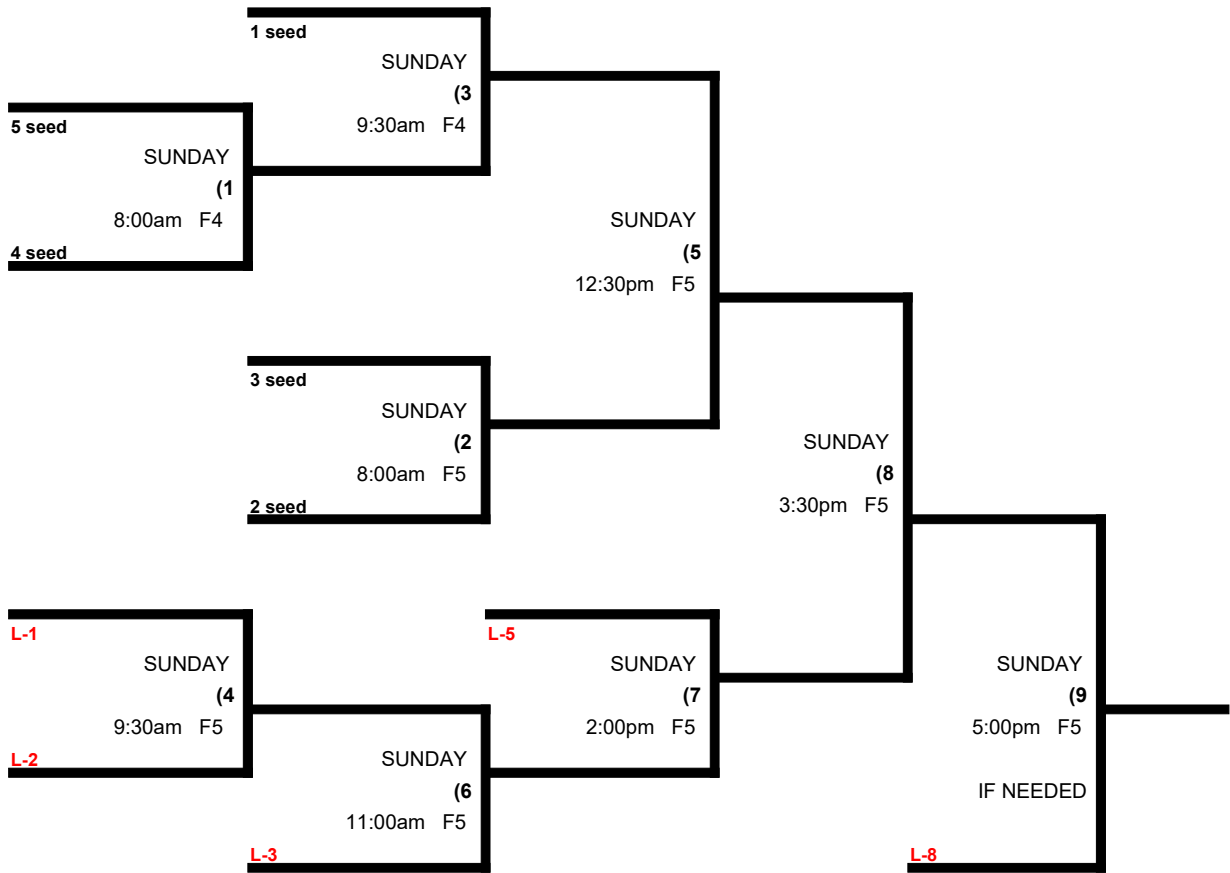 1 seed
SUNDAY
(3
9:30am F4
5 seed
SUNDAY
(1
8:00am F4
4 seed
SUNDAY
(5
12:30pm F5
3 seed
SUNDAY
(2
8:00am F5
2 seed
SUNDAY
(8
3:30pm F5
L-1
SUNDAY
(4
9:30am F5
L-2
L-5
SUNDAY
(7
2:00pm F5
SUNDAY
(6
11:00am F5
L-3
SUNDAY
(9
5:00pm F5
IF NEEDED
L-8